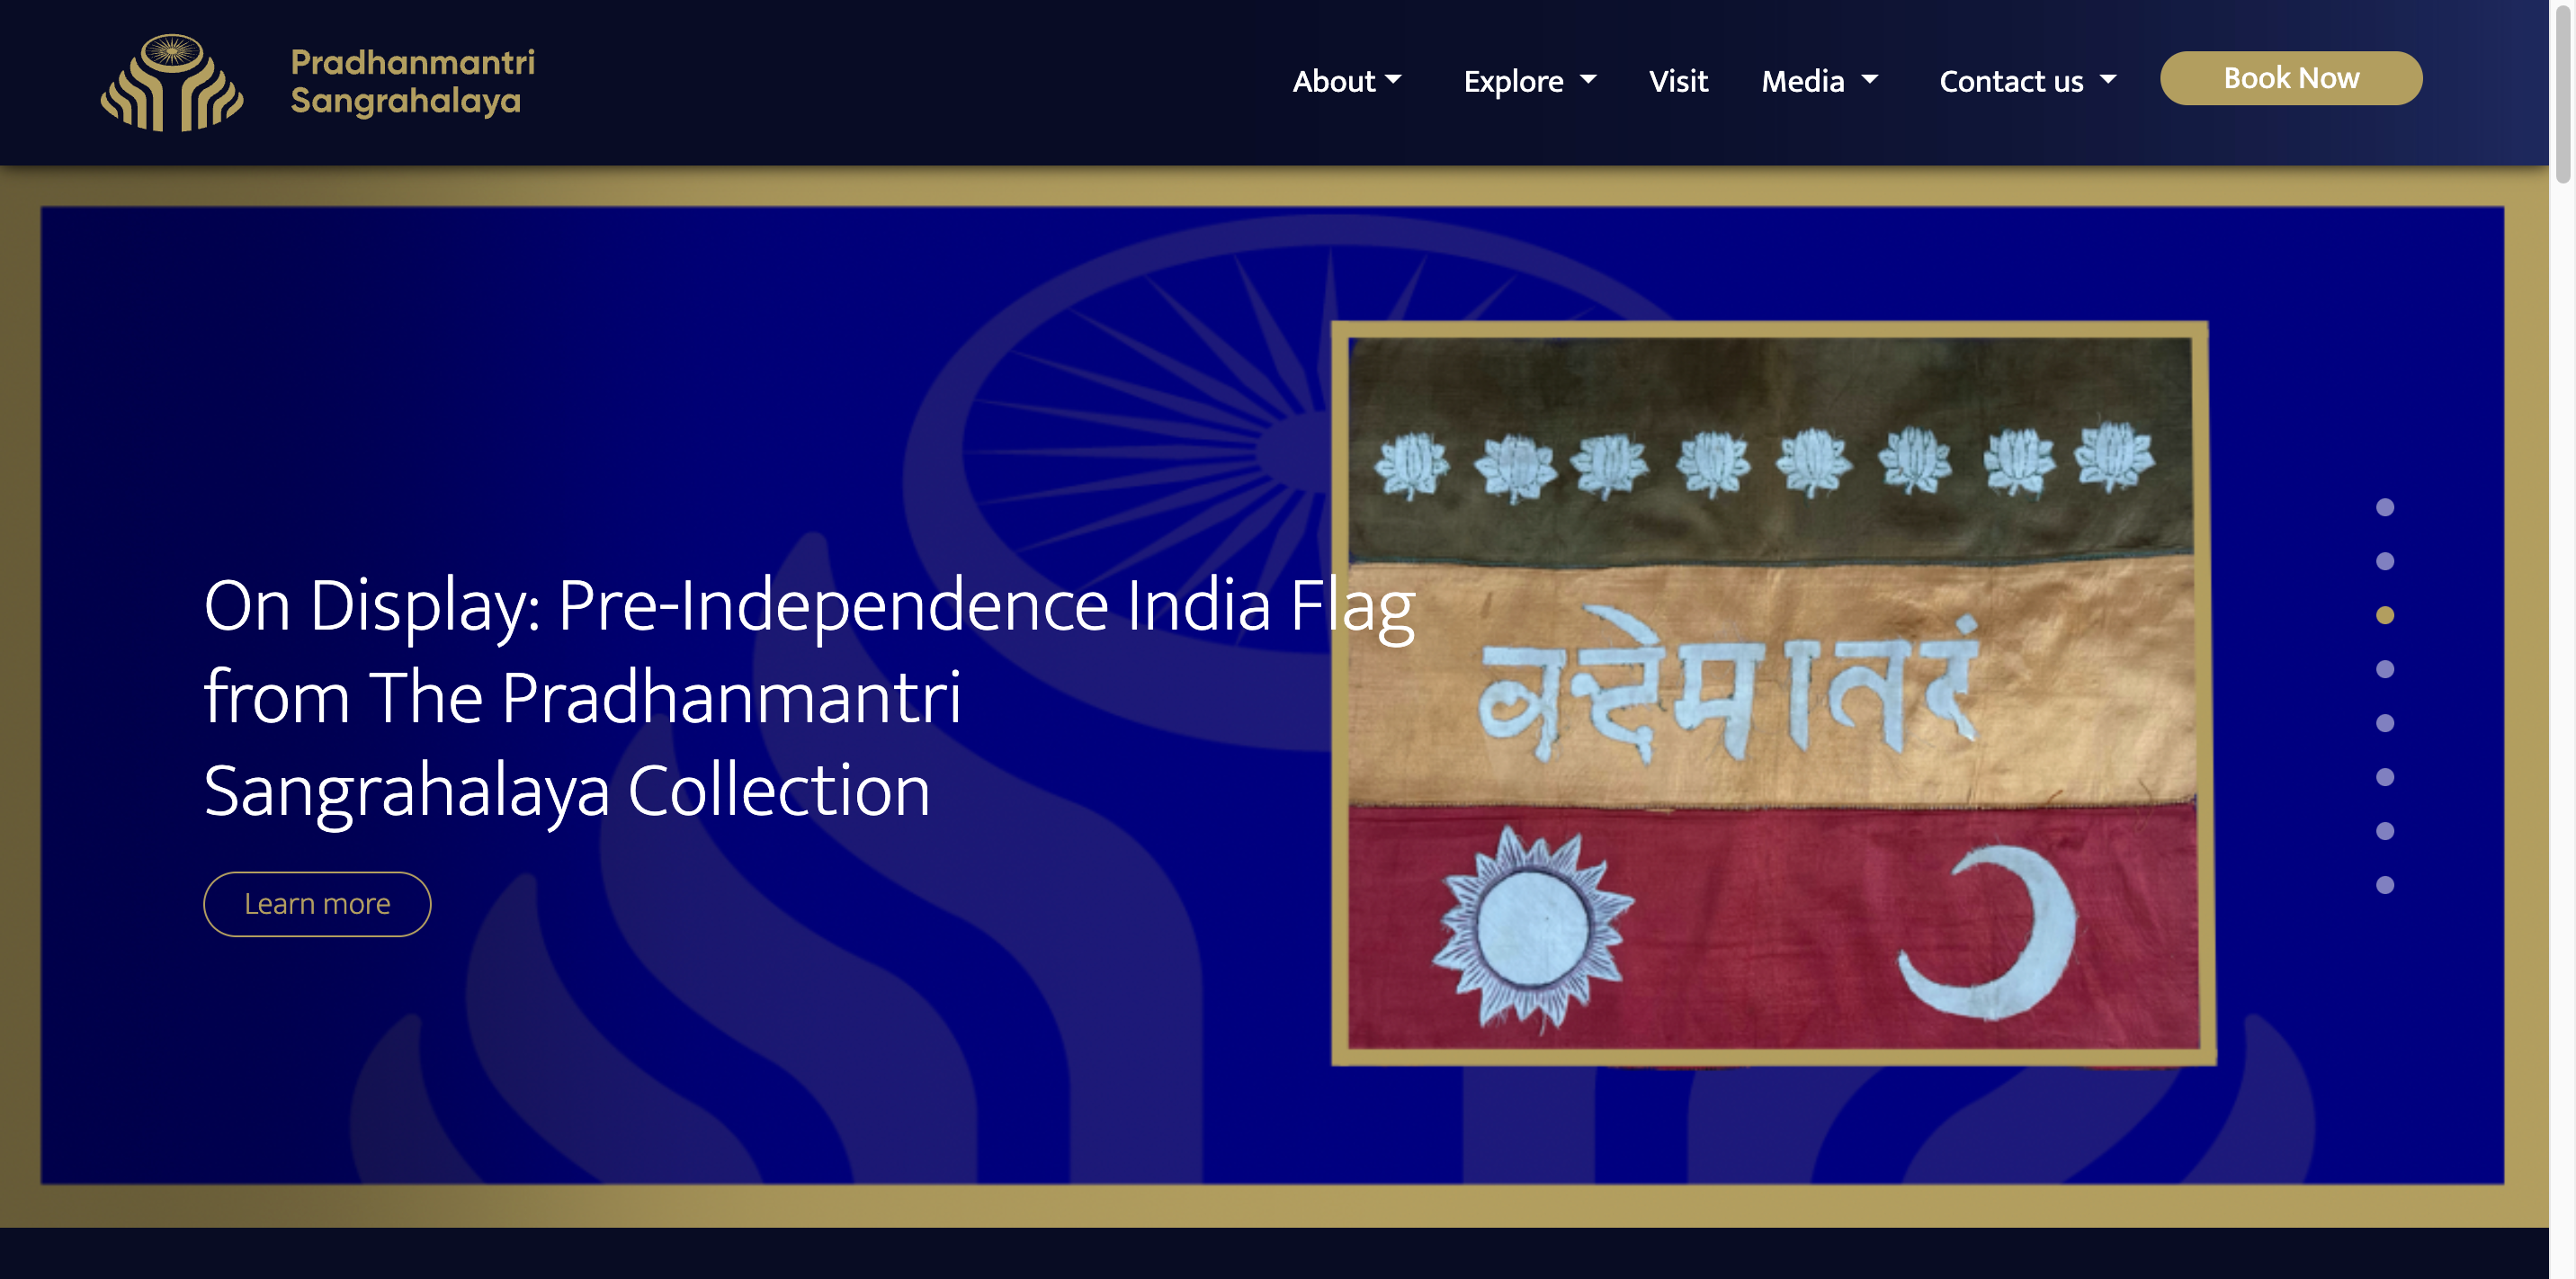 Pradhanmantri
Sangrahalaya
About
Explore
Visit
Media
Contact us
Book Now
On Display: Pre-Independence India Flag
from The Pradhanmantri
Sangrahalaya Collection
Learn more
वन्दे मातरं